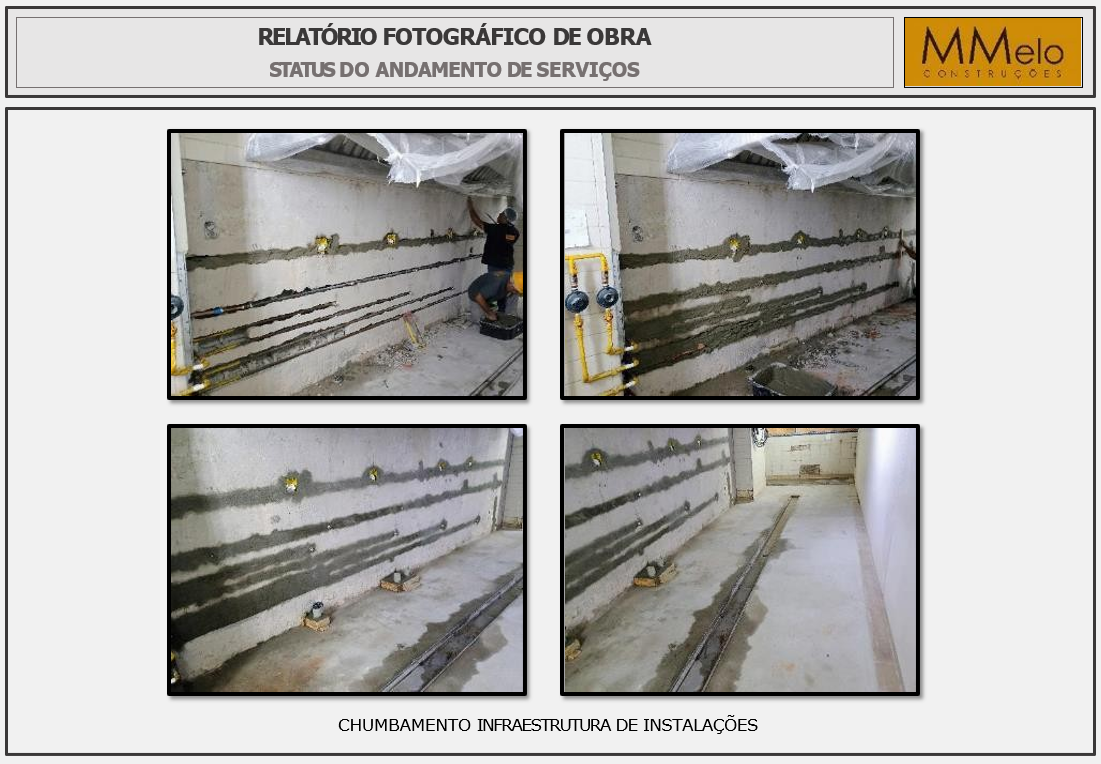 RELATÓRIO FOTOGRÁFICO DE OBRA
STATUS DO ANDAMENTO DE SERVIÇOS
MMelo
CONSTRUÇÕES
CHUMBAMENTO INFRAESTRUTURA DE INSTALAÇÕES